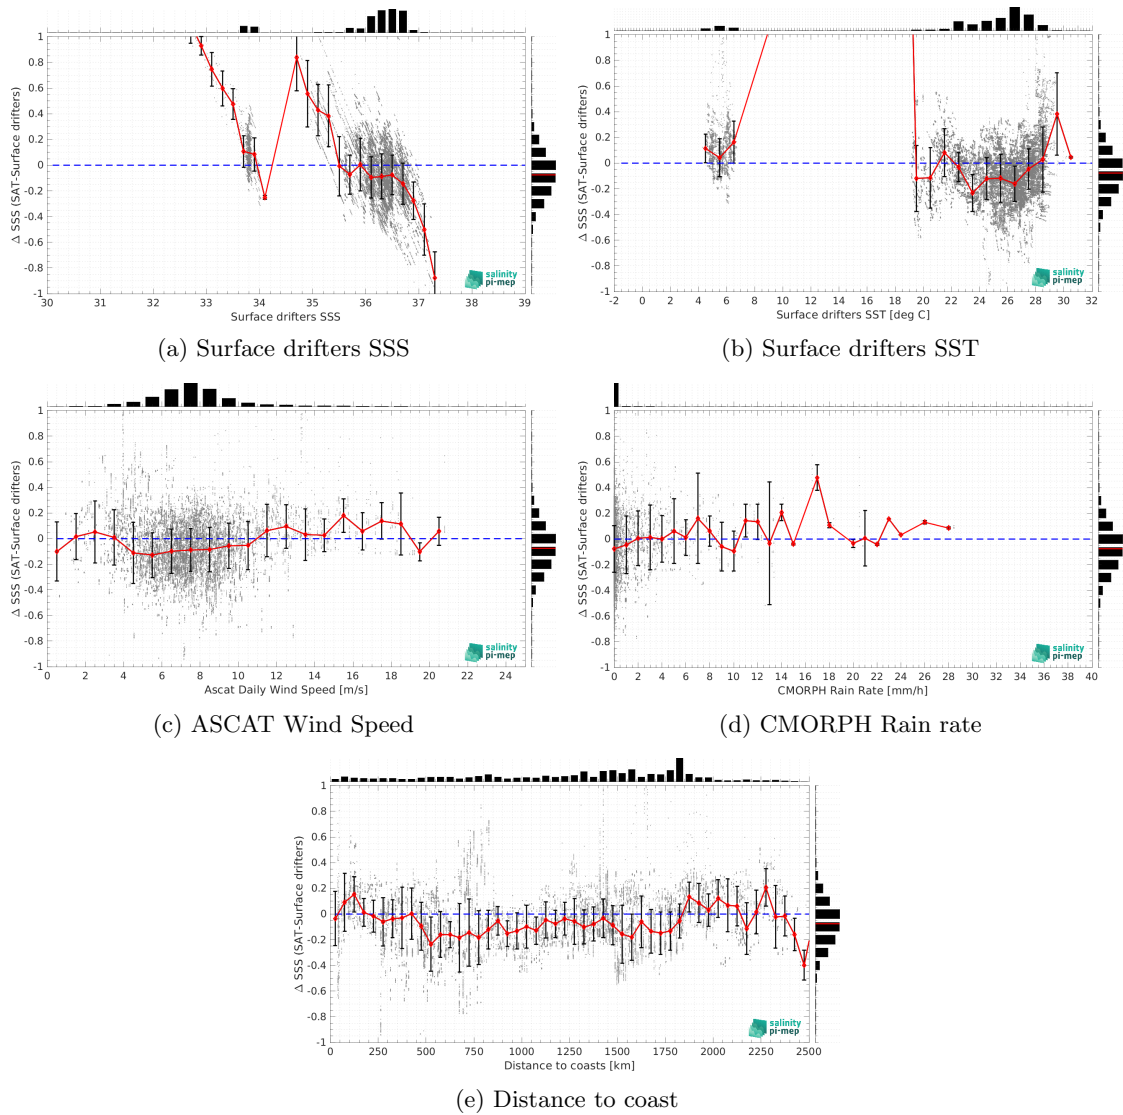 1
0.8
0.6
0.4
0.2
0
-0.2
-0.4
-0.6
-0.8
-1
Δ SSS (SAT-Surface drifters)
30 31 32 33 34 35 36 37 38 39
Surface drifters SSS
salinity
pi-mep
(a) Surface drifters SSS
1
0.8
0.6
0.4
0.2
0
-0.2
-0.4
-0.6
-0.8
-1
Δ SSS (SAT-Surface drifters)
-2 0 2 4 6 8 10 12 14 16 18 20 22 24 26 28 30 32
Surface drifters SST [deg C]
salinity
pi-mep
(b) Surface drifters SST
1
0.8
0.6
0.4
0.2
0
-0.2
-0.4
-0.6
-0.8
-1
Δ SSS (SAT-Surface drifters)
0 2 4 6 8 10 12 14 16 18 20 22 24
Ascat Daily Wind Speed [m/s]
salinity
pi-mep
(c) ASCAT Wind Speed
1
0.8
0.6
0.4
0.2
0
-0.2
-0.4
-0.6
-0.8
-1
Δ SSS (SAT-Surface drifters)
0 2 4 6 8 10 12 14 16 18 20 22 24 26 28 30 32 34 36 38 40
CMORPH Rain Rate [mm/h]
salinity
pi-mep
(d) CMORPH Rain rate
1
0.8
0.6
0.4
0.2
0
-0.2
-0.4
-0.6
-0.8
-1
Δ SSS (SAT-Surface drifters)
0 250 500 750 1000 1250 1500 1750 2000 2250 2500
Distance to coasts [km]
salinity
pi-mep
(e) Distance to coast